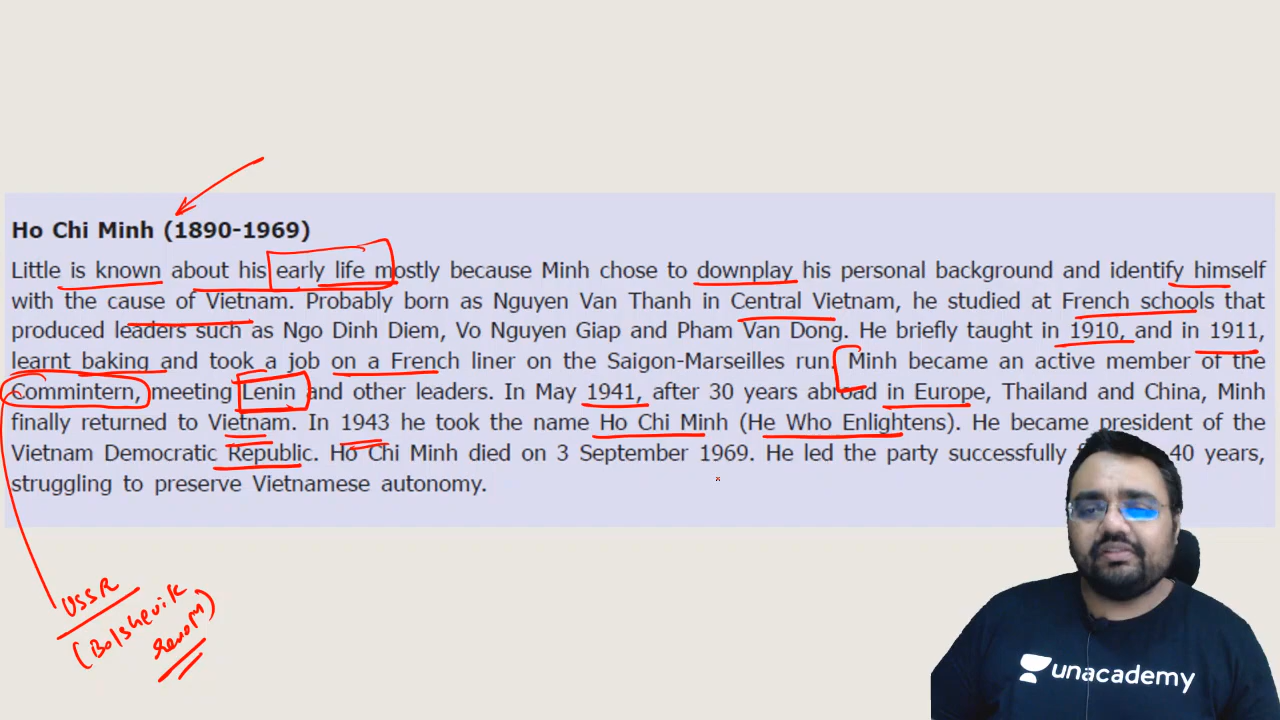 Ho Chi Minh (1890-1969)
Little is known about his early life mostly because Minh chose to downplay his personal background and identify himself
with the cause of Vietnam. Probably born as Nguyen Van Thanh in Central Vietnam, he studied at French schools that
produced leaders such as Ngo Dinh Diem, Vo Nguyen Giap and Pham Van Dong. He briefly taught in 1910, and in 1911,
learnt baking and took a job on a French liner on the Saigon-Marseilles run. Minh became an active member of the
Commintern, meeting Lenin and other leaders. In May 1941, after 30 years abroad in Europe, Thailand and China, Minh
finally returned to Vietnam. In 1943 he took the name Ho Chi Minh (He Who Enlightens). He became president of the
Vietnam Democratic Republic. Ho Chi Minh died on 3 September 1969. He led the party successfully 40 years,
struggling to preserve Vietnamese autonomy.
USSR
(Bolshevik
unacademy